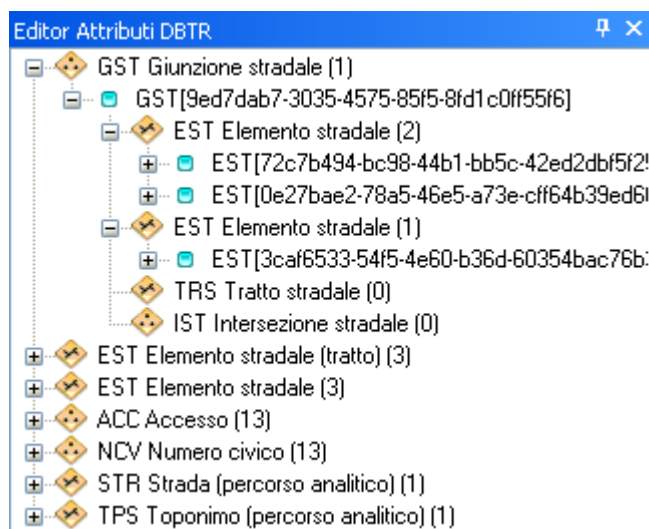 Editor Attributi DBTR
GST Giunzione stradale (1)
GST[9ed7dab7-3035-4575-85f5-8fd1c0ff55f6]
EST Elemento stradale (2)
EST[72c7b494-bc98-44b1-bb5c-42ed2dbf5f2
EST[0e27bae2-78a5-46e5-a73e-cff64b39ed6
EST Elemento stradale (1)
EST[3caf6533-54f5-4e60-b36d-60354bac76b
TRS Tratto stradale (0)
IST Intersezione stradale (0)
EST Elemento stradale (tratto) (3)
EST Elemento stradale (3)
ACC Accesso (13)
NCV Numero civico (13)
STR Strada (percorso analitico) (1)
TPS Toponimo (percorso analitico) (1)